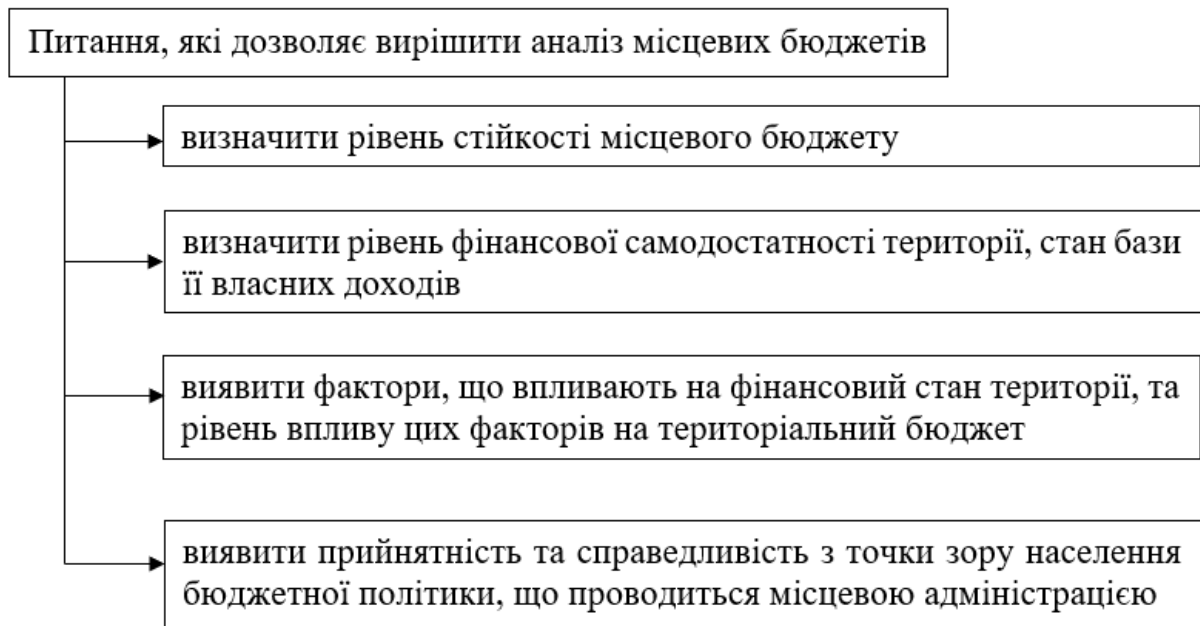 Питання, які дозволяє вирішити аналіз місцевих бюджетів
визначити рівень стійкості місцевого бюджету
визначити рівень фінансової самодостатності території, стан бази
її власних доходів
виявити фактори, що впливають на фінансовий стан території, та
рівень впливу цих факторів на територіальний бюджет
виявити прийнятність та справедливість з точки зору населення
бюджетної політики, що проводиться місцевою адміністрацією